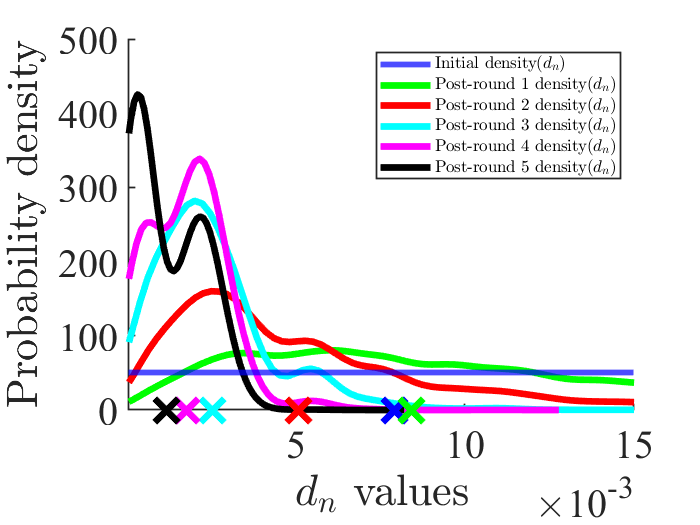 500
400
300
200
100
0
Probability density
Initial density(dₙ)
Post-round 1 density(dₙ)
Post-round 2 density(dₙ)
Post-round 3 density(dₙ)
Post-round 4 density(dₙ)
Post-round 5 density(dₙ)
5 10 15
dₙ values
×10⁻³